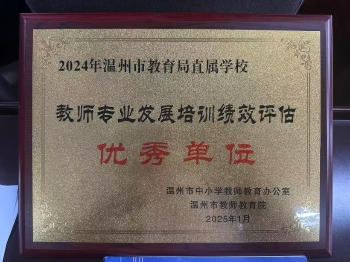 2024年温州市教育局直属学校
教师专业发展培训绩效评估
优秀单位
温州市中小学教师教育办公室
温州市教师教育院
2025年1月